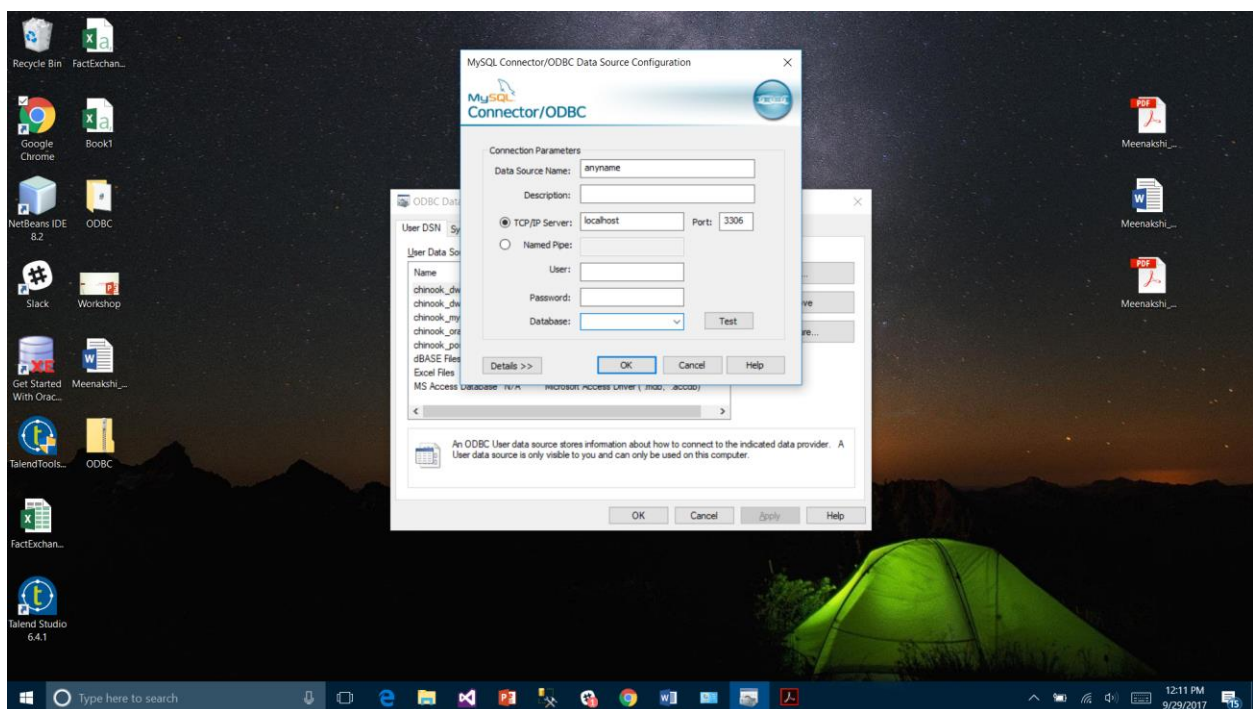 Recycle Bin
FactExchan...
Google Chrome
Book1
NetBeans IDE 8.2
ODBC
Slack
Workshop
Get Started With Orac...
Meenakshi_...
TalendTools...
ODBC
FactExchan...
Talend Studio 6.4.1
MySQL Connector/ODBC Data Source Configuration
MySQL
Connector/ODBC
Connection Parameters
Data Source Name: anyname
Description:
TCP/IP Server: localhost Port: 3306
Named Pipe:
User:
Password:
Database: Test
Details >> OK Cancel Help
ODBC Data
User DSN Sy
User Data So
Name
chinook_dw
chinook_dw
chinook_my
chinook_ora
chinook_po
dBASE Files
Excel Files
MS Access Database N/A Microsoft Access Driver (*.mdb, *.accdb)
ve
re...
An ODBC User data source stores information about how to connect to the indicated data provider. A
User data source is only visible to you and can only be used on this computer.
OK Cancel Apply Help
PDF
Meenakshi_...
Meenakshi_...
PDF
Meenakshi_...
Type here to search
12:11 PM
9/29/2017
15